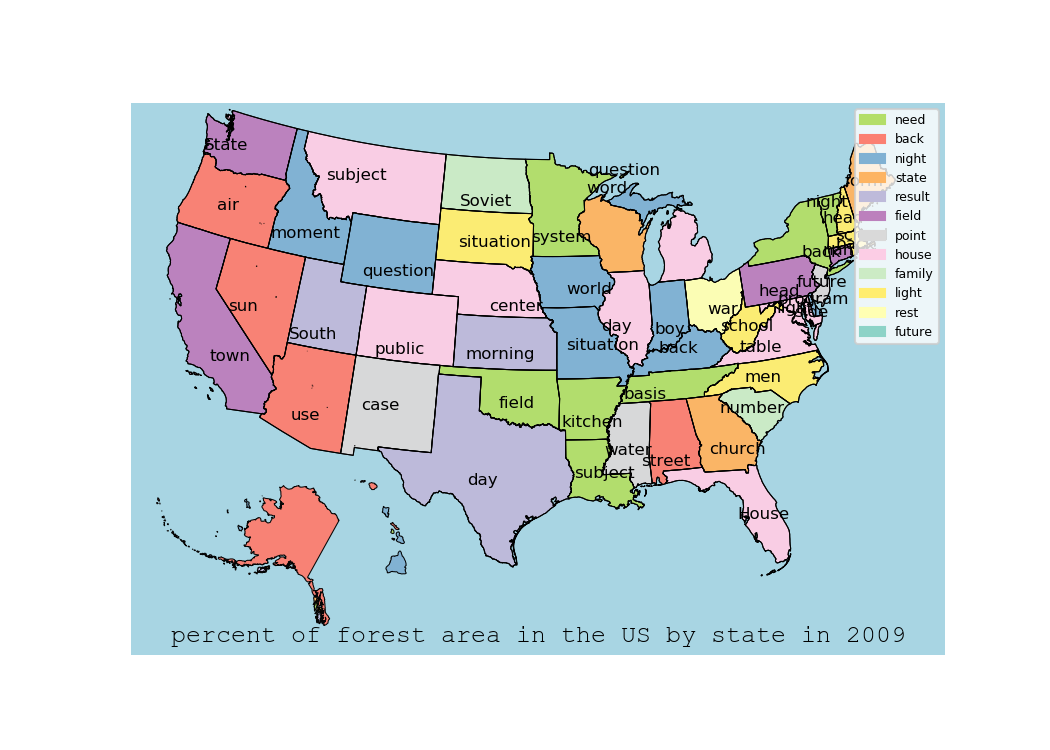 need
back
night
state
result
field
point
house
family
light
rest
future
State
subject
question
word
Soviet
night
air
moment
situation
system
back
question
world
future
program
head
sun
center
war
day
boy
school
South
public
morning
situation
back
table
town
men
use
case
field
basis
number
kitchen
water
street
church
subject
day
House
percent of forest area in the US by state in 2009